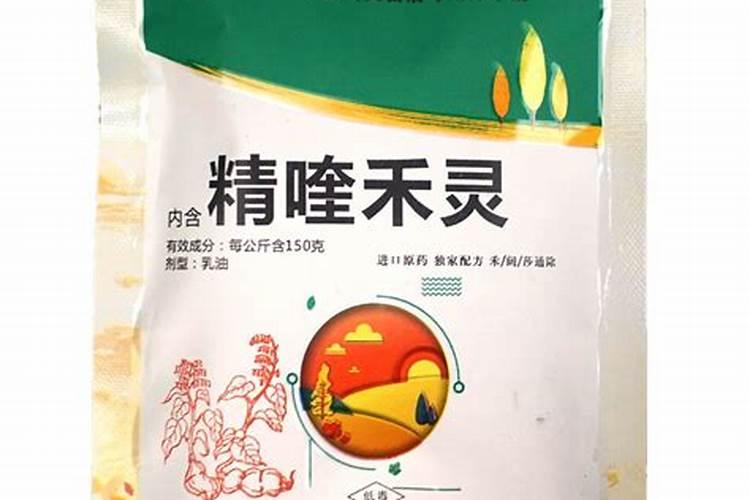 内含 精喹禾灵
有效成分：每公斤含150克
剂型：乳油
进口原药 独家配方 禾/阔/莎通除
低毒